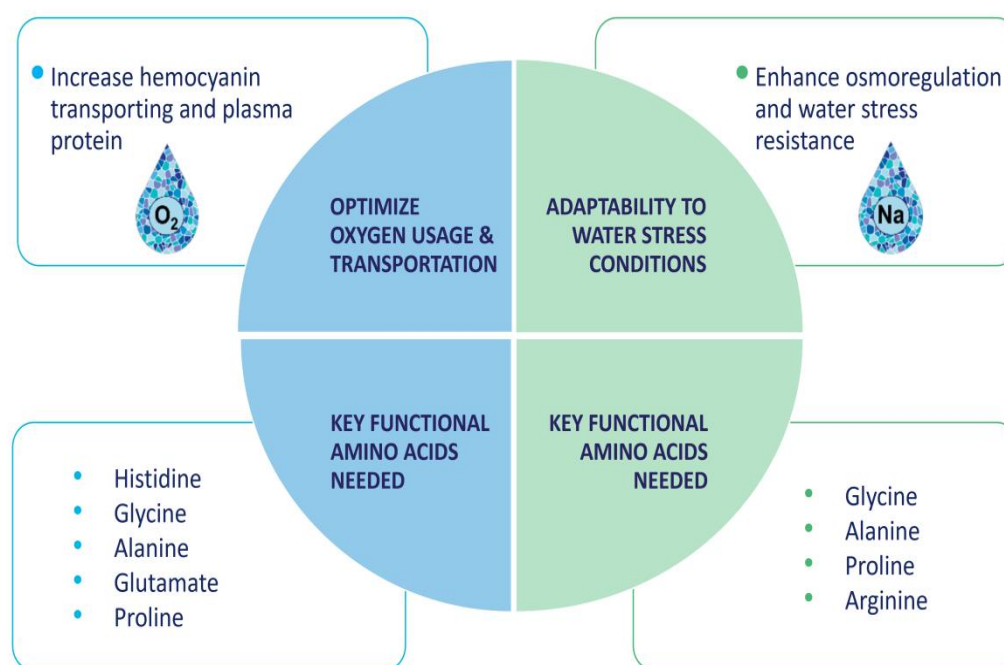 Increase hemocyanin
transporting and plasma
protein
O2
OPTIMIZE
OXYGEN USAGE &
TRANSPORTATION
ADAPTABILITY TO
WATER STRESS
CONDITIONS
Enhance osmoregulation
and water stress
resistance
Na
KEY FUNCTIONAL
AMINO ACIDS
NEEDED
KEY FUNCTIONAL
AMINO ACIDS
NEEDED
Histidine
Glycine
Alanine
Glutamate
Proline
Glycine
Alanine
Proline
Arginine